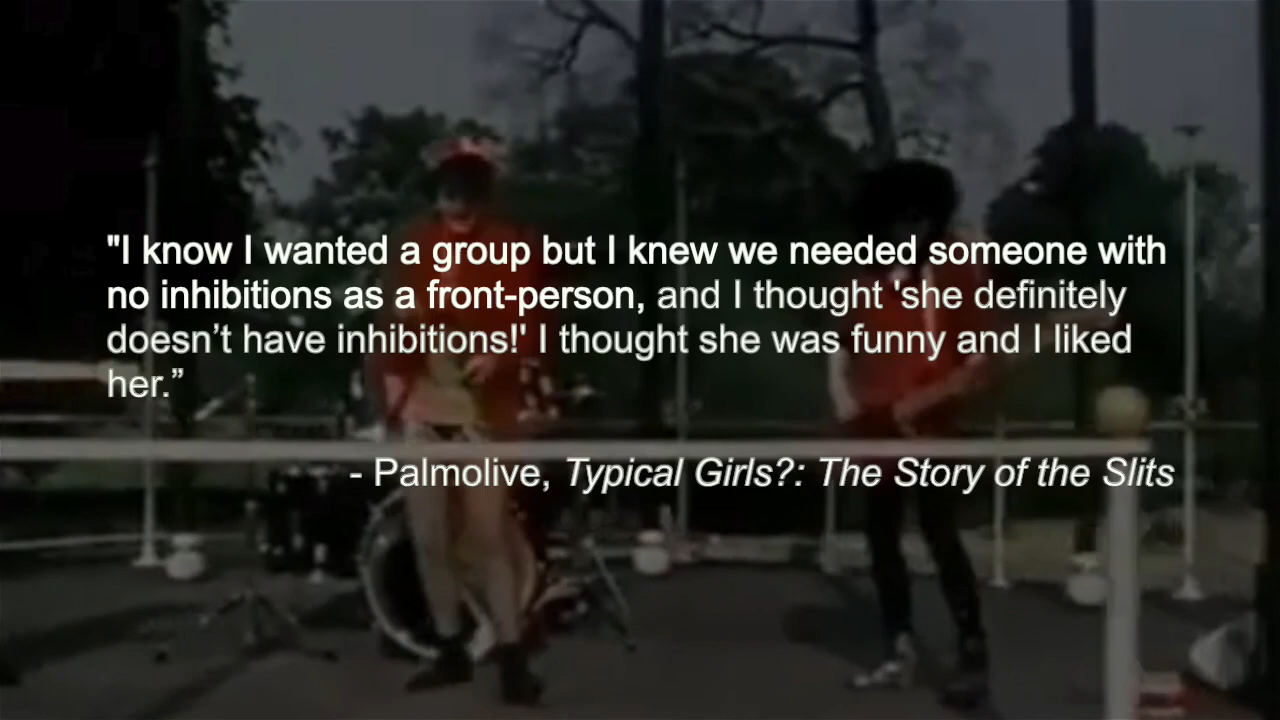 "I know I wanted a group but I knew we needed someone with
no inhibitions as a front-person, and I thought 'she definitely
doesn’t have inhibitions!' I thought she was funny and I liked
her.”
- Palmolive, Typical Girls?: The Story of the Slits